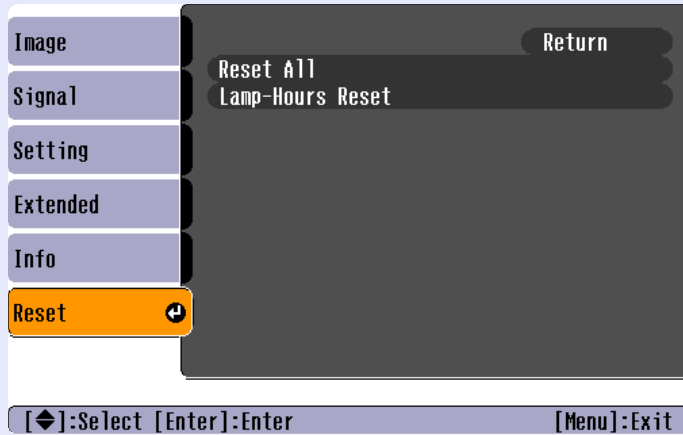 Image
Signal
Setting
Extended
Info
Reset
Return
Reset All
Lamp-Hours Reset
[◆]:Select [Enter]:Enter [Menu]:Exit